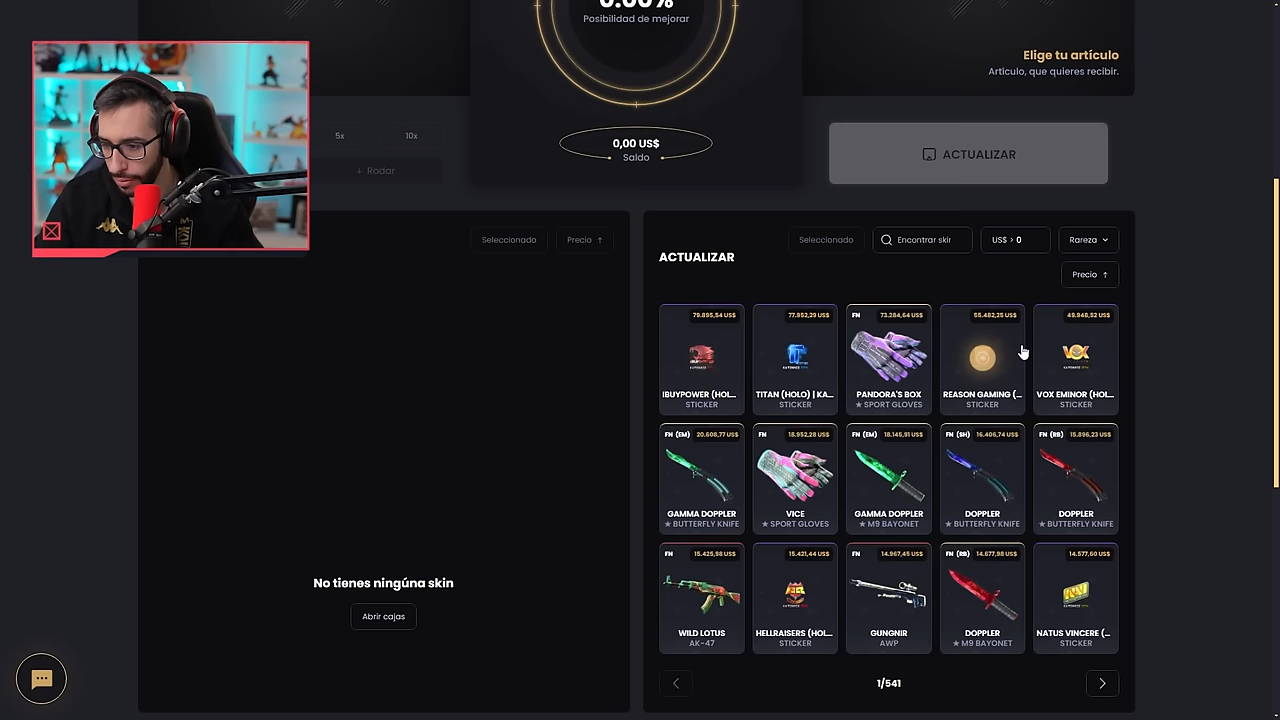 0.00%
Posibilidad de mejorar
Elige tu artículo
Artículo, que quieres recibir.
5x
10x
Rodar
0,00 US$
Saldo
ACTUALIZAR
Seleccionado
Precio ↑
ACTUALIZAR
Seleccionado
Encontrar skir
US$ > 0
Rareza
Precio ↑
79.895,54 US$
IBUYPOWER (HOL...
STICKER
77.952,29 US$
TITAN (HOLO) | KA...
STICKER
FN
73.284,64 US$
PANDORA'S BOX
★ SPORT GLOVES
55.482,25 US$
REASON GAMING (...
STICKER
49.948,52 US$
VOX EMINOR (HOL...
STICKER
FN (EM)
20.608,77 US$
GAMMA DOPPLER
★ BUTTERFLY KNIFE
FN
18.952,28 US$
VICE
★ SPORT GLOVES
FN (EM)
18.145,91 US$
GAMMA DOPPLER
★ M9 BAYONET
FN (SH)
16.406,74 US$
DOPPLER
★ BUTTERFLY KNIFE
FN (RB)
15.896,23 US$
DOPPLER
★ BUTTERFLY KNIFE
FN
15.425,98 US$
WILD LOTUS
AK-47
15.421,44 US$
HELLRAISERS (HOL...
STICKER
FN
14.967,45 US$
GUNGNIR
AWP
FN (RB)
14.677,98 US$
DOPPLER
★ M9 BAYONET
14.577,60 US$
NATUS VINCERE (...
STICKER
No tienes ningúna skin
Abrir cajas
1/541